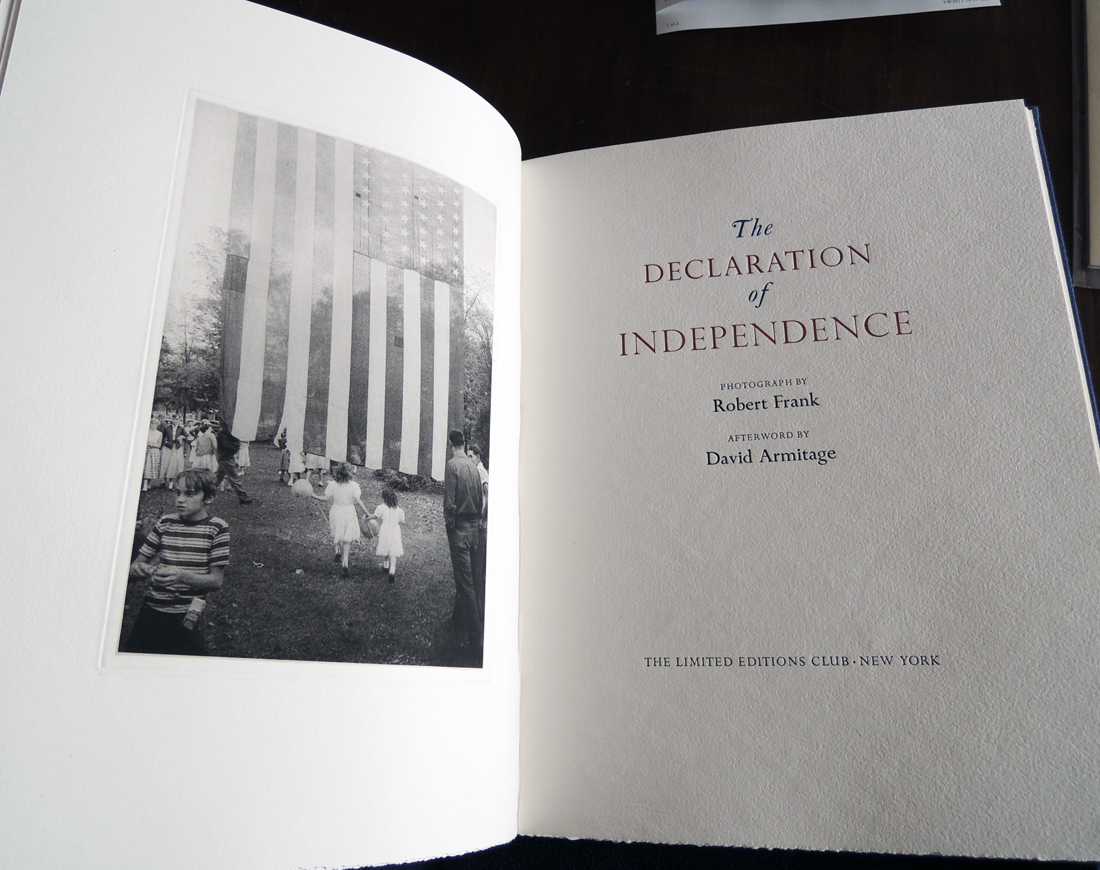 The
DECLARATION
of
INDEPENDENCE
PHOTOGRAPH BY
Robert Frank
AFTERWORD BY
David Armitage
THE LIMITED EDITIONS CLUB · NEW YORK